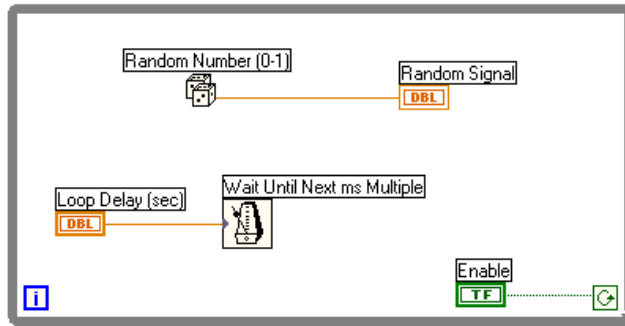 Random Number (0-1)
Random Signal
DBL
Loop Delay (sec)
Wait Until Next ms Multiple
DBL
Enable
TF
i